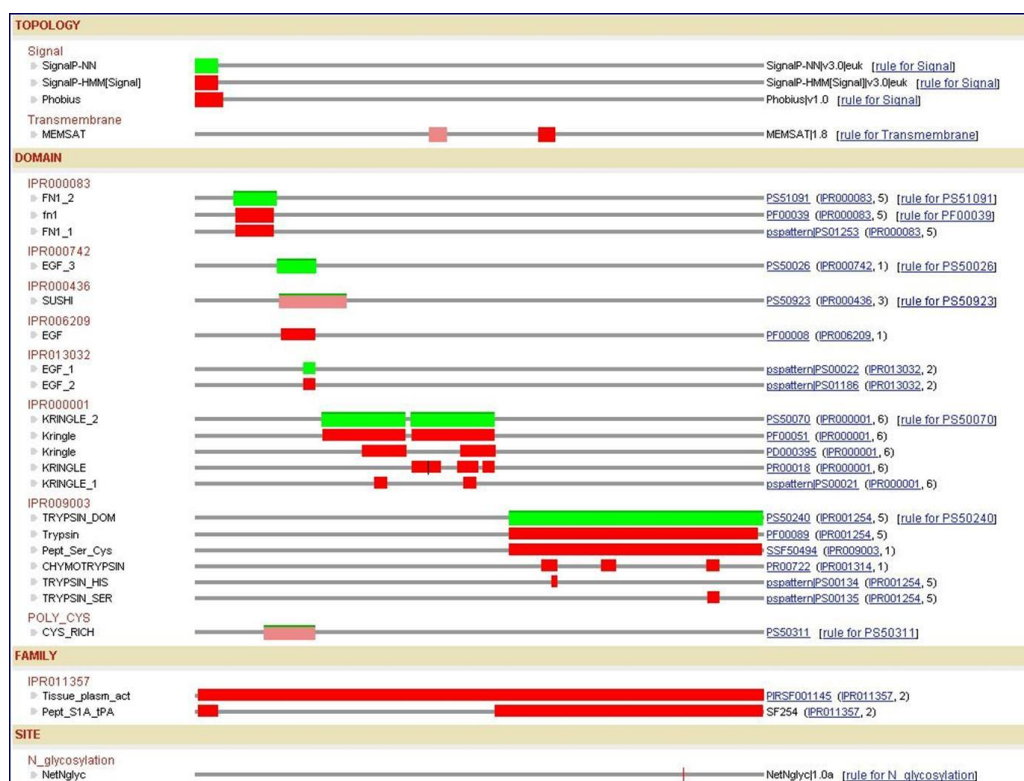 TOPOLOGY
Signal
SignalP-NN SignalP-NN|v3.0|euk [rule for Signal]
SignalP-HMM[Signal] SignalP-HMM[Signal]|v3.0|euk [rule for Signal]
Phobius Phobius|v1.0 [rule for Signal]
Transmembrane
MEMSAT MEMSAT|1.8 [rule for Transmembrane]
DOMAIN
IPR000083
FN1_2 PS51091 (IPR000083, 5) [rule for PS51091]
fn1 PF00039 (IPR000083, 5) [rule for PF00039]
FN1_1 pspattern|PS01253 (IPR000083, 5)
IPR000742
EGF_3 PS50026 (IPR000742, 1) [rule for PS50026]
IPR000436
SUSHI PS50923 (IPR000436, 3) [rule for PS50923]
IPR006209
EGF PF00008 (IPR006209, 1)
IPR013032
EGF_1 pspattern|PS00022 (IPR013032, 2)
EGF_2 pspattern|PS01186 (IPR013032, 2)
IPR000001
KRINGLE_2 PS50070 (IPR000001, 6) [rule for PS50070]
Kringle PF00051 (IPR000001, 6)
Kringle PD000395 (IPR000001, 6)
KRINGLE PR00018 (IPR000001, 6)
KRINGLE_1 pspattern|PS00021 (IPR000001, 6)
IPR009003
TRYPSIN_DOM PS50240 (IPR001254, 5) [rule for PS50240]
Trypsin PF00089 (IPR001254, 5)
Pept_Ser_Cys SSF50494 (IPR009003, 1)
CHYMOTRYPSIN PR00722 (IPR001314, 1)
TRYPSIN_HIS pspattern|PS00134 (IPR001254, 5)
TRYPSIN_SER pspattern|PS00135 (IPR001254, 5)
POLY_CYS
CYS_RICH PS50311 [rule for PS50311]
FAMILY
IPR011357
Tissue_plasm_act PIRSF001145 (IPR011357, 2)
Pept_S1A_tPA SF254 (IPR011357, 2)
SITE
N_glycosylation
NetNglyc NetNglyc|1.0a [rule for N_glycosylation]